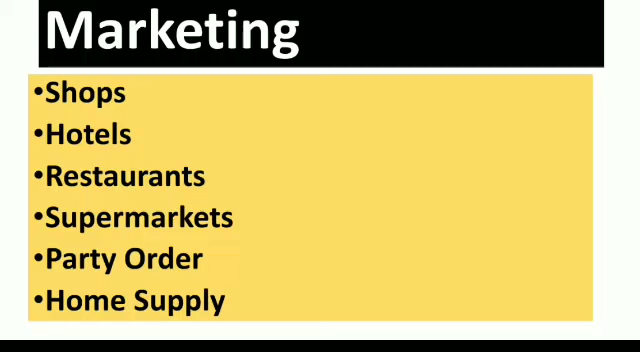 Marketing
•Shops
•Hotels
•Restaurants
•Supermarkets
•Party Order
•Home Supply